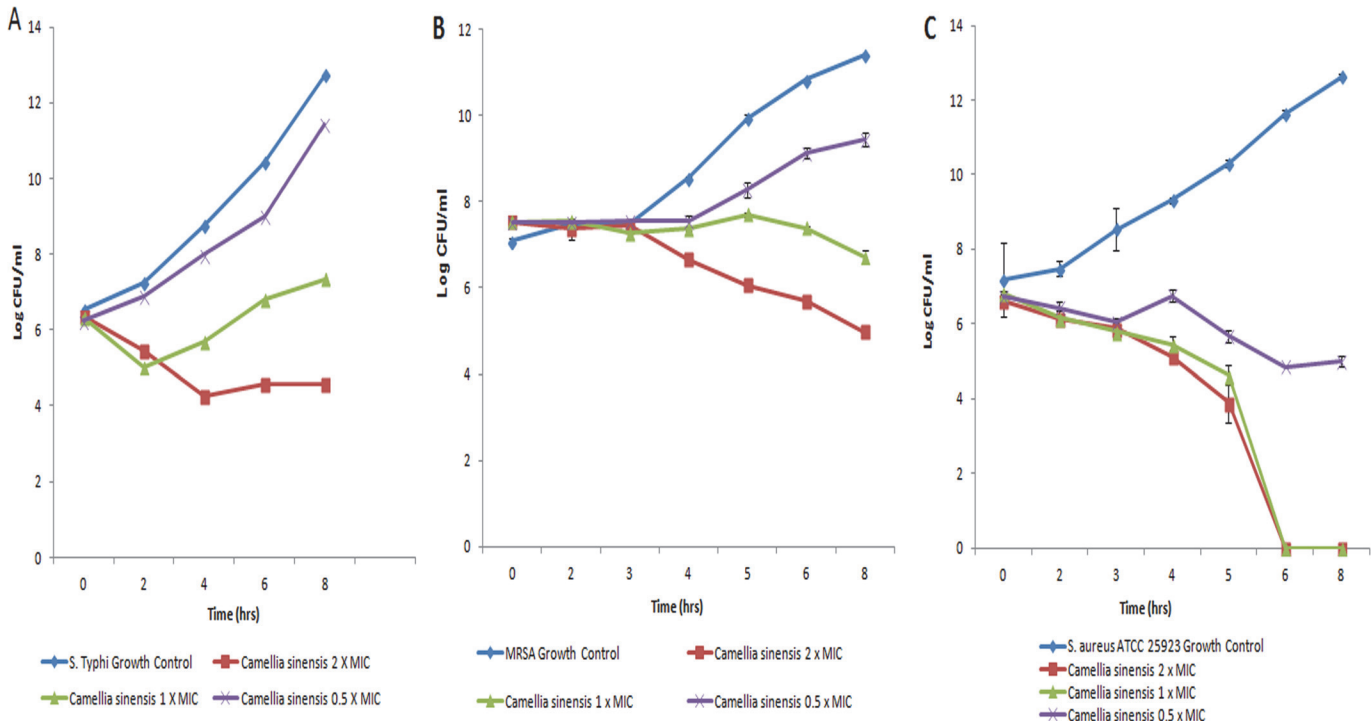 A
14
12
10
8
6
4
2
0
Log CFU/ml
0 2 4 6 8
Time (hrs)
S. Typhi Growth Control
Camellia sinensis 2 X MIC
Camellia sinensis 1 X MIC
Camellia sinensis 0.5 X MIC
B
12
10
8
6
4
2
0
Log CFU/ml
0 2 3 4 5 6 8
Time (hrs)
MRSA Growth Control
Camellia sinensis 2 x MIC
Camellia sinensis 1 x MIC
Camellia sinensis 0.5 x MIC
C
14
12
10
8
6
4
2
0
Log CFU/ml
0 2 3 4 5 6 8
Time (hrs)
S. aureus ATCC 25923 Growth Control
Camellia sinensis 2 x MIC
Camellia sinensis 1 x MIC
Camellia sinensis 0.5 x MIC